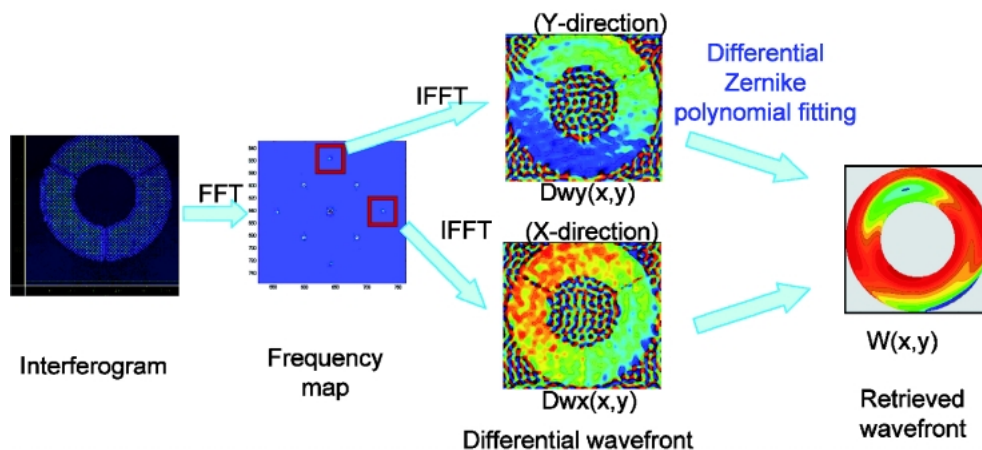 (Y-direction)
Differential
Zernike
polynomial fitting
IFFT
FFT
Dwy(x,y)
IFFT
(X-direction)
W(x,y)
Interferogram
Frequency
map
Dwx(x,y)
Differential wavefront
Retrieved
wavefront